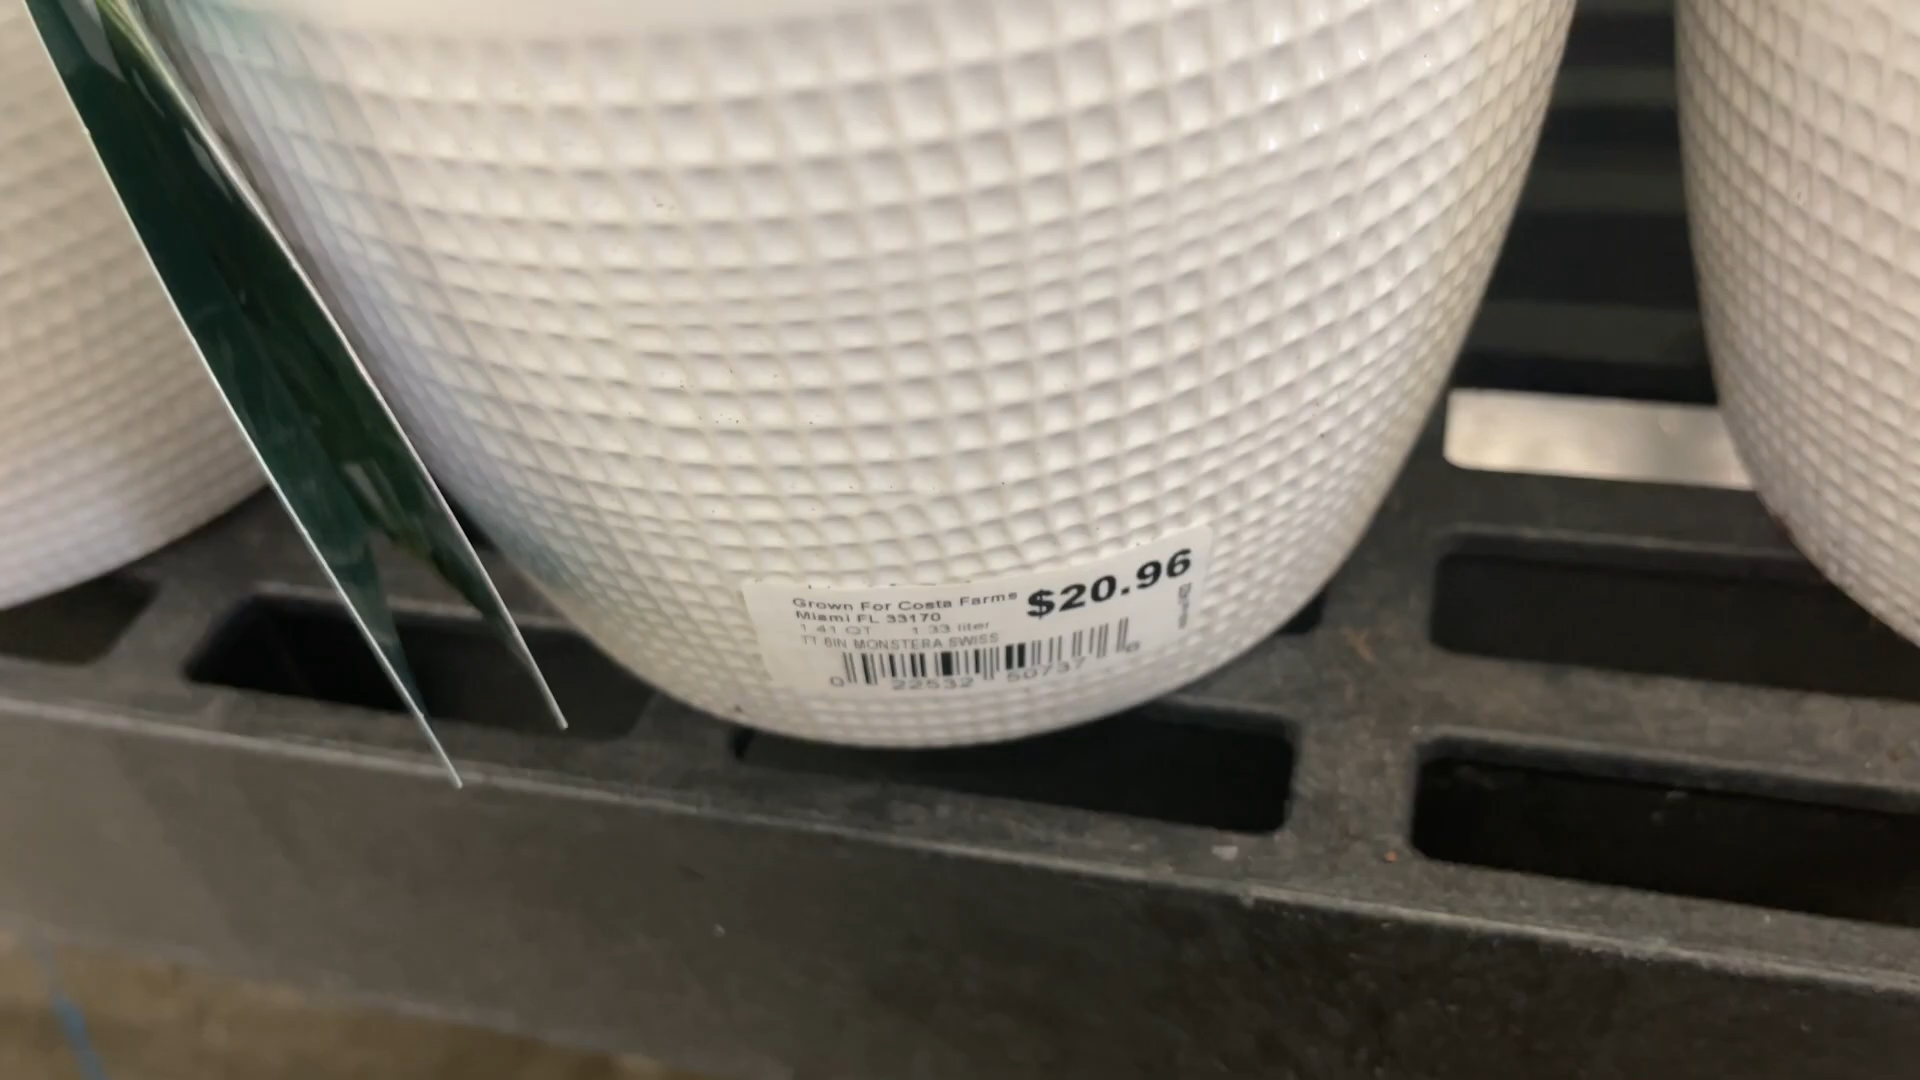 Grown For Costa Farms
$20.96
Miami FL 33170
1.41 QT 1.33 liter
TT 6IN MONSTERA SWISS
0 22532 50737 6